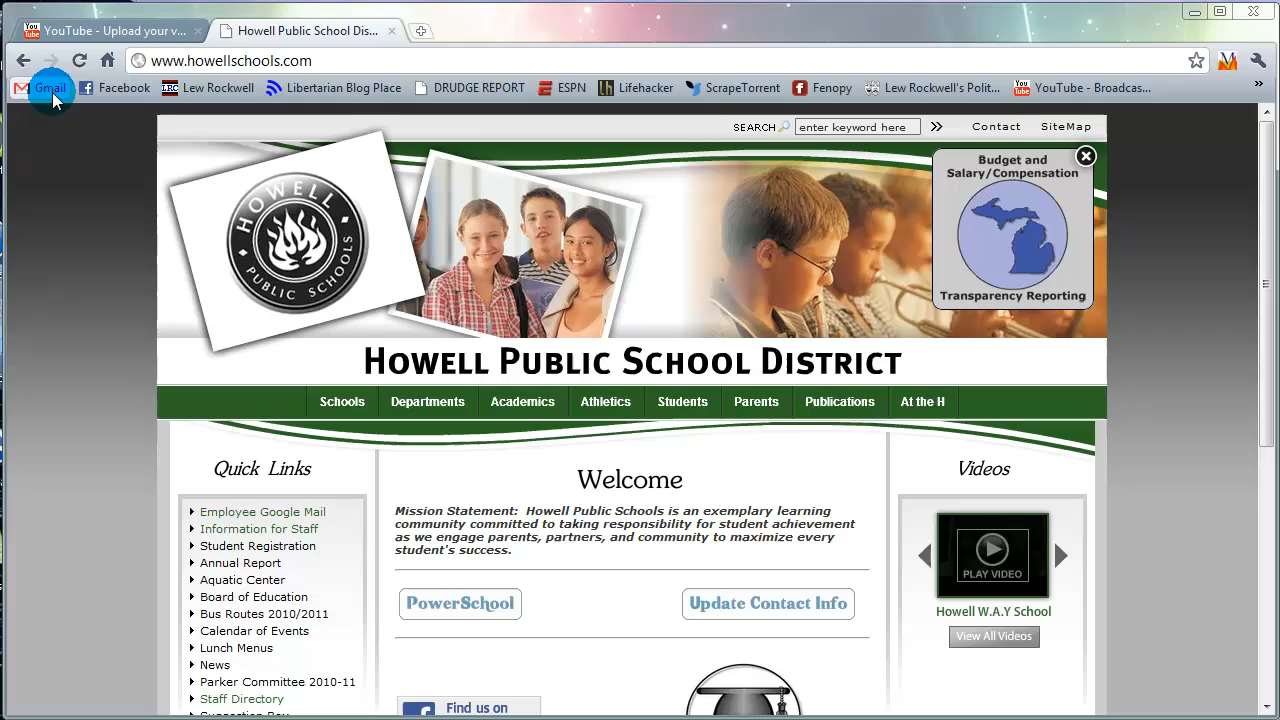 YouTube - Upload your v...
Howell Public School Dis...
www.howellschools.com
Gmail
Facebook
Lew Rockwell
Libertarian Blog Place
DRUDGE REPORT
ESPN
Lifehacker
ScrapeTorrent
Fenopy
Lew Rockwell's Polit...
YouTube - Broadcas...
SEARCH
enter keyword here
Contact
SiteMap
HOWELL
PUBLIC SCHOOLS
Budget and
Salary/Compensation
Transparency Reporting
HOWELL PUBLIC SCHOOL DISTRICT
Schools
Departments
Academics
Athletics
Students
Parents
Publications
At the H
Quick Links
Employee Google Mail
Information for Staff
Student Registration
Annual Report
Aquatic Center
Board of Education
Bus Routes 2010/2011
Calendar of Events
Lunch Menus
News
Parker Committee 2010-11
Staff Directory
Welcome
Mission Statement: Howell Public Schools is an exemplary learning
community committed to taking responsibility for student achievement
as we engage parents, partners, and community to maximize every
student's success.
PowerSchool
Update Contact Info
Find us on
Videos
PLAY VIDEO
Howell W.A.Y School
View All Videos